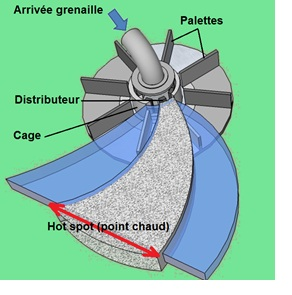 Arrivée grenaille
Palettes
Distributeur
Cage
Hot spot (point chaud)